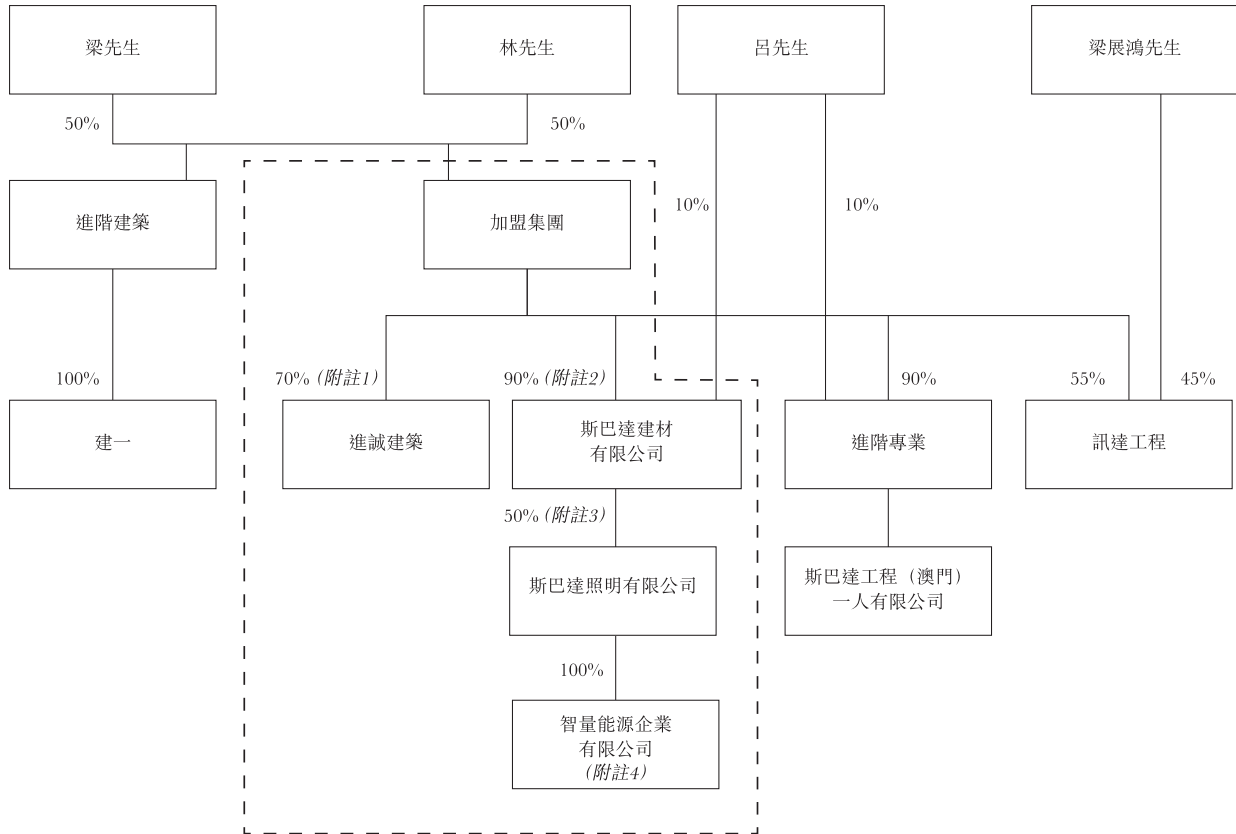 梁先生
林先生
呂先生
梁展鴻先生
50%
50%
進階建築
加盟集團
10%
10%
100%
70% (附註1)
90% (附註2)
90%
55%
45%
建一
進誠建築
斯巴達建材
有限公司
進階專業
訊達工程
50% (附註3)
斯巴達照明有限公司
斯巴達工程（澳門）
一人有限公司
100%
智量能源企業
有限公司
(附註4)